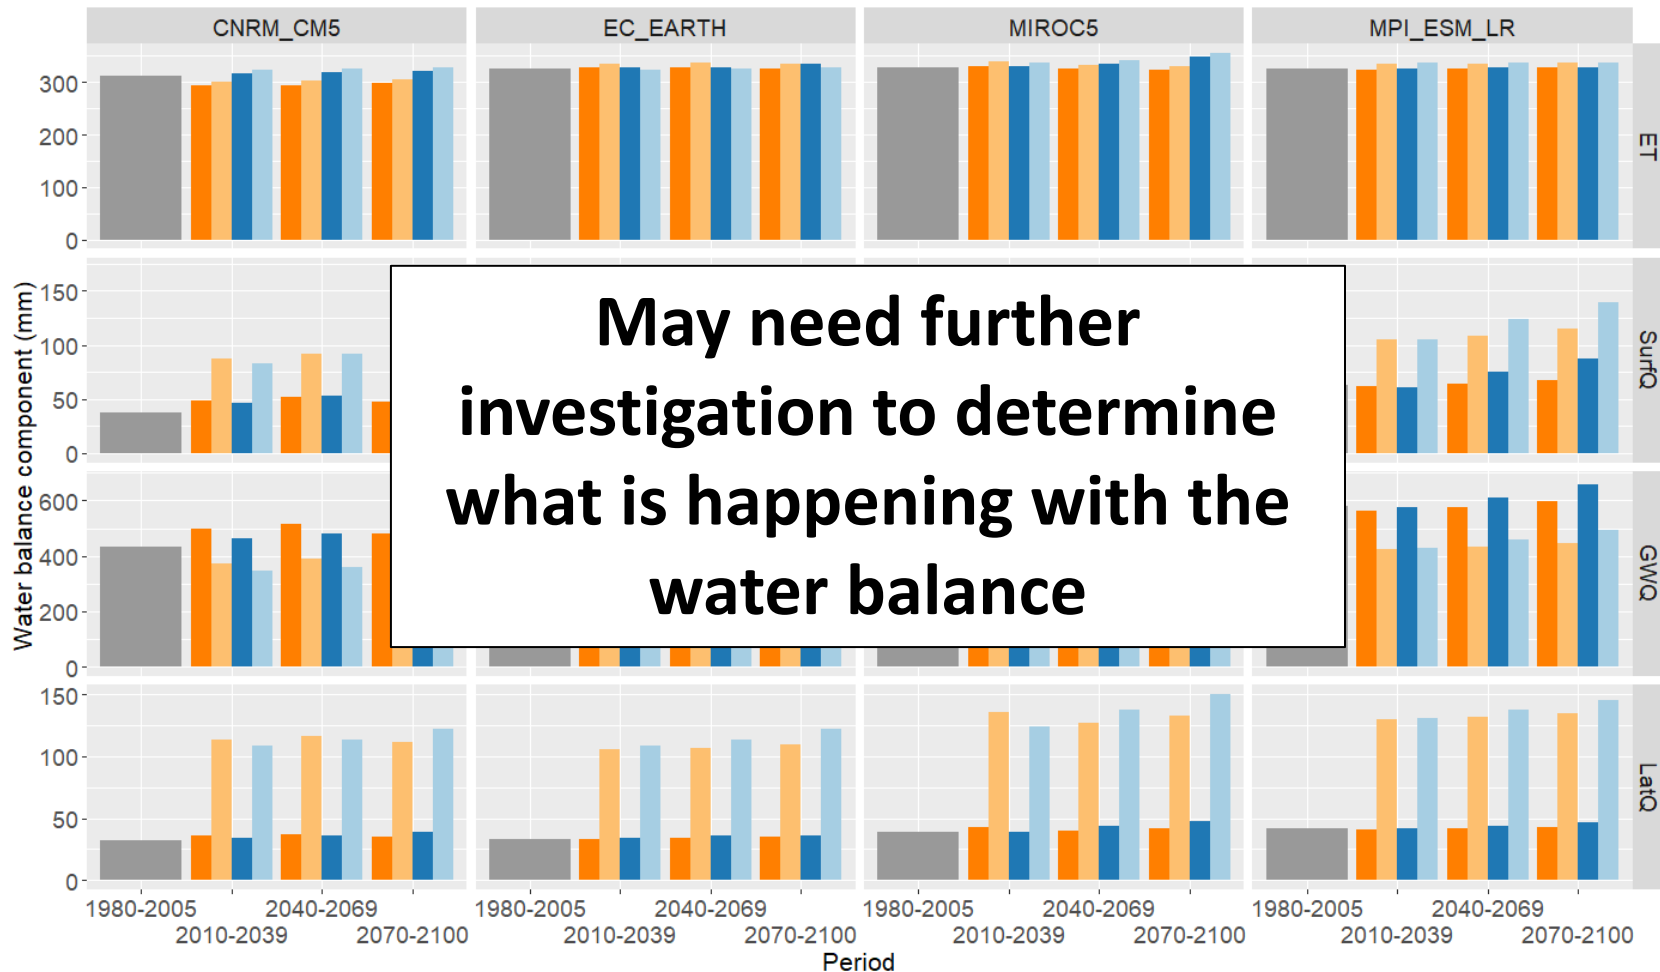 CNRM_CM5
EC_EARTH
MIROC5
MPI_ESM_LR
300
200
100
0
ET
150
100
50
0
SurfQ
600
400
200
0
GWQ
150
100
50
0
LatQ
Water balance component (mm)
May need further
investigation to determine
what is happening with the
water balance
1980-2005 2040-2069 1980-2005 2040-2069 1980-2005 2040-2069 1980-2005 2040-2069
2010-2039 2070-2100 2010-2039 2070-2100 2010-2039 2070-2100 2010-2039 2070-2100
Period